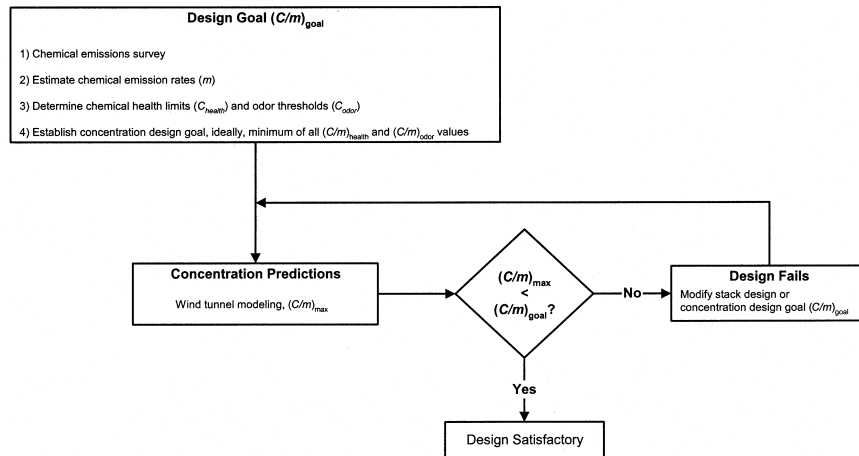 Design Goal (C/m)goal
1) Chemical emissions survey
2) Estimate chemical emission rates (m)
3) Determine chemical health limits (Chealth) and odor thresholds (Codor)
4) Establish concentration design goal, ideally, minimum of all (C/m)health and (C/m)odor values
Concentration Predictions
Wind tunnel modeling, (C/m)max
(C/m)max
<
(C/m)goal?
No
Design Fails
Modify stack design or
concentration design goal (C/m)goal
Yes
Design Satisfactory